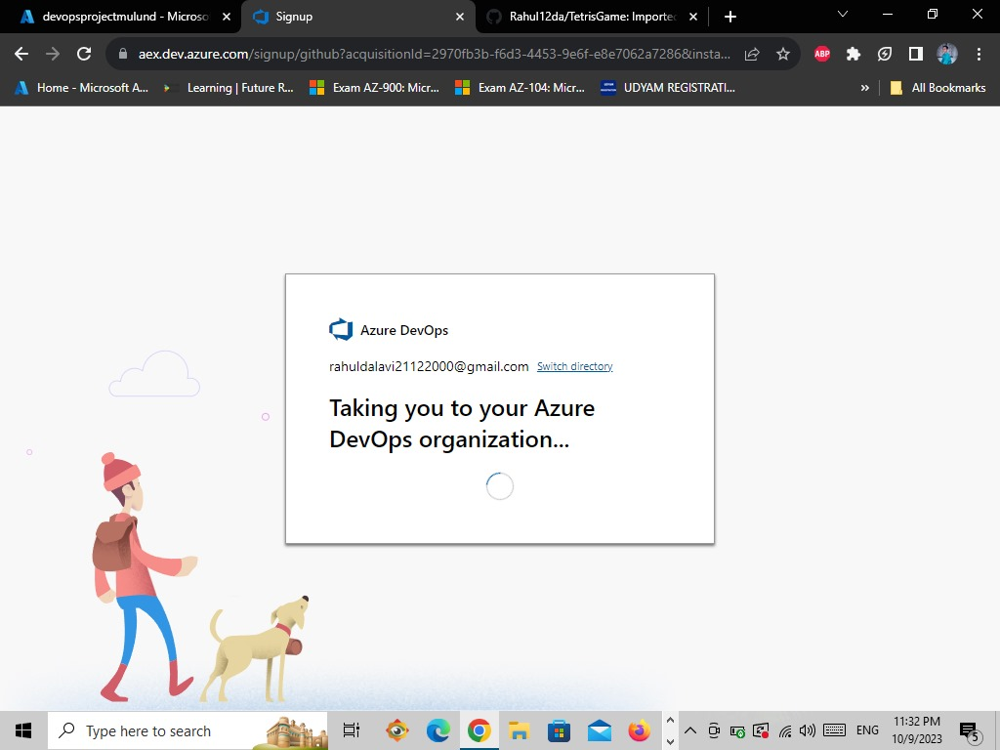 devopsprojectmulund - Microso
Signup
Rahul12da/TetrisGame: Imported
aex.dev.azure.com/signup/github?acquisitionId=2970fb3b-f6d3-4453-9e6f-e8e7062a7286&insta...
ABP
Home - Microsoft A...
Learning | Future R...
Exam AZ-900: Micr...
Exam AZ-104: Micr...
UDYAM REGISTRATI...
»
All Bookmarks
Azure DevOps
rahuldalavi21122000@gmail.com Switch directory
Taking you to your Azure
DevOps organization...
Type here to search
ENG
11:32 PM
10/9/2023
5